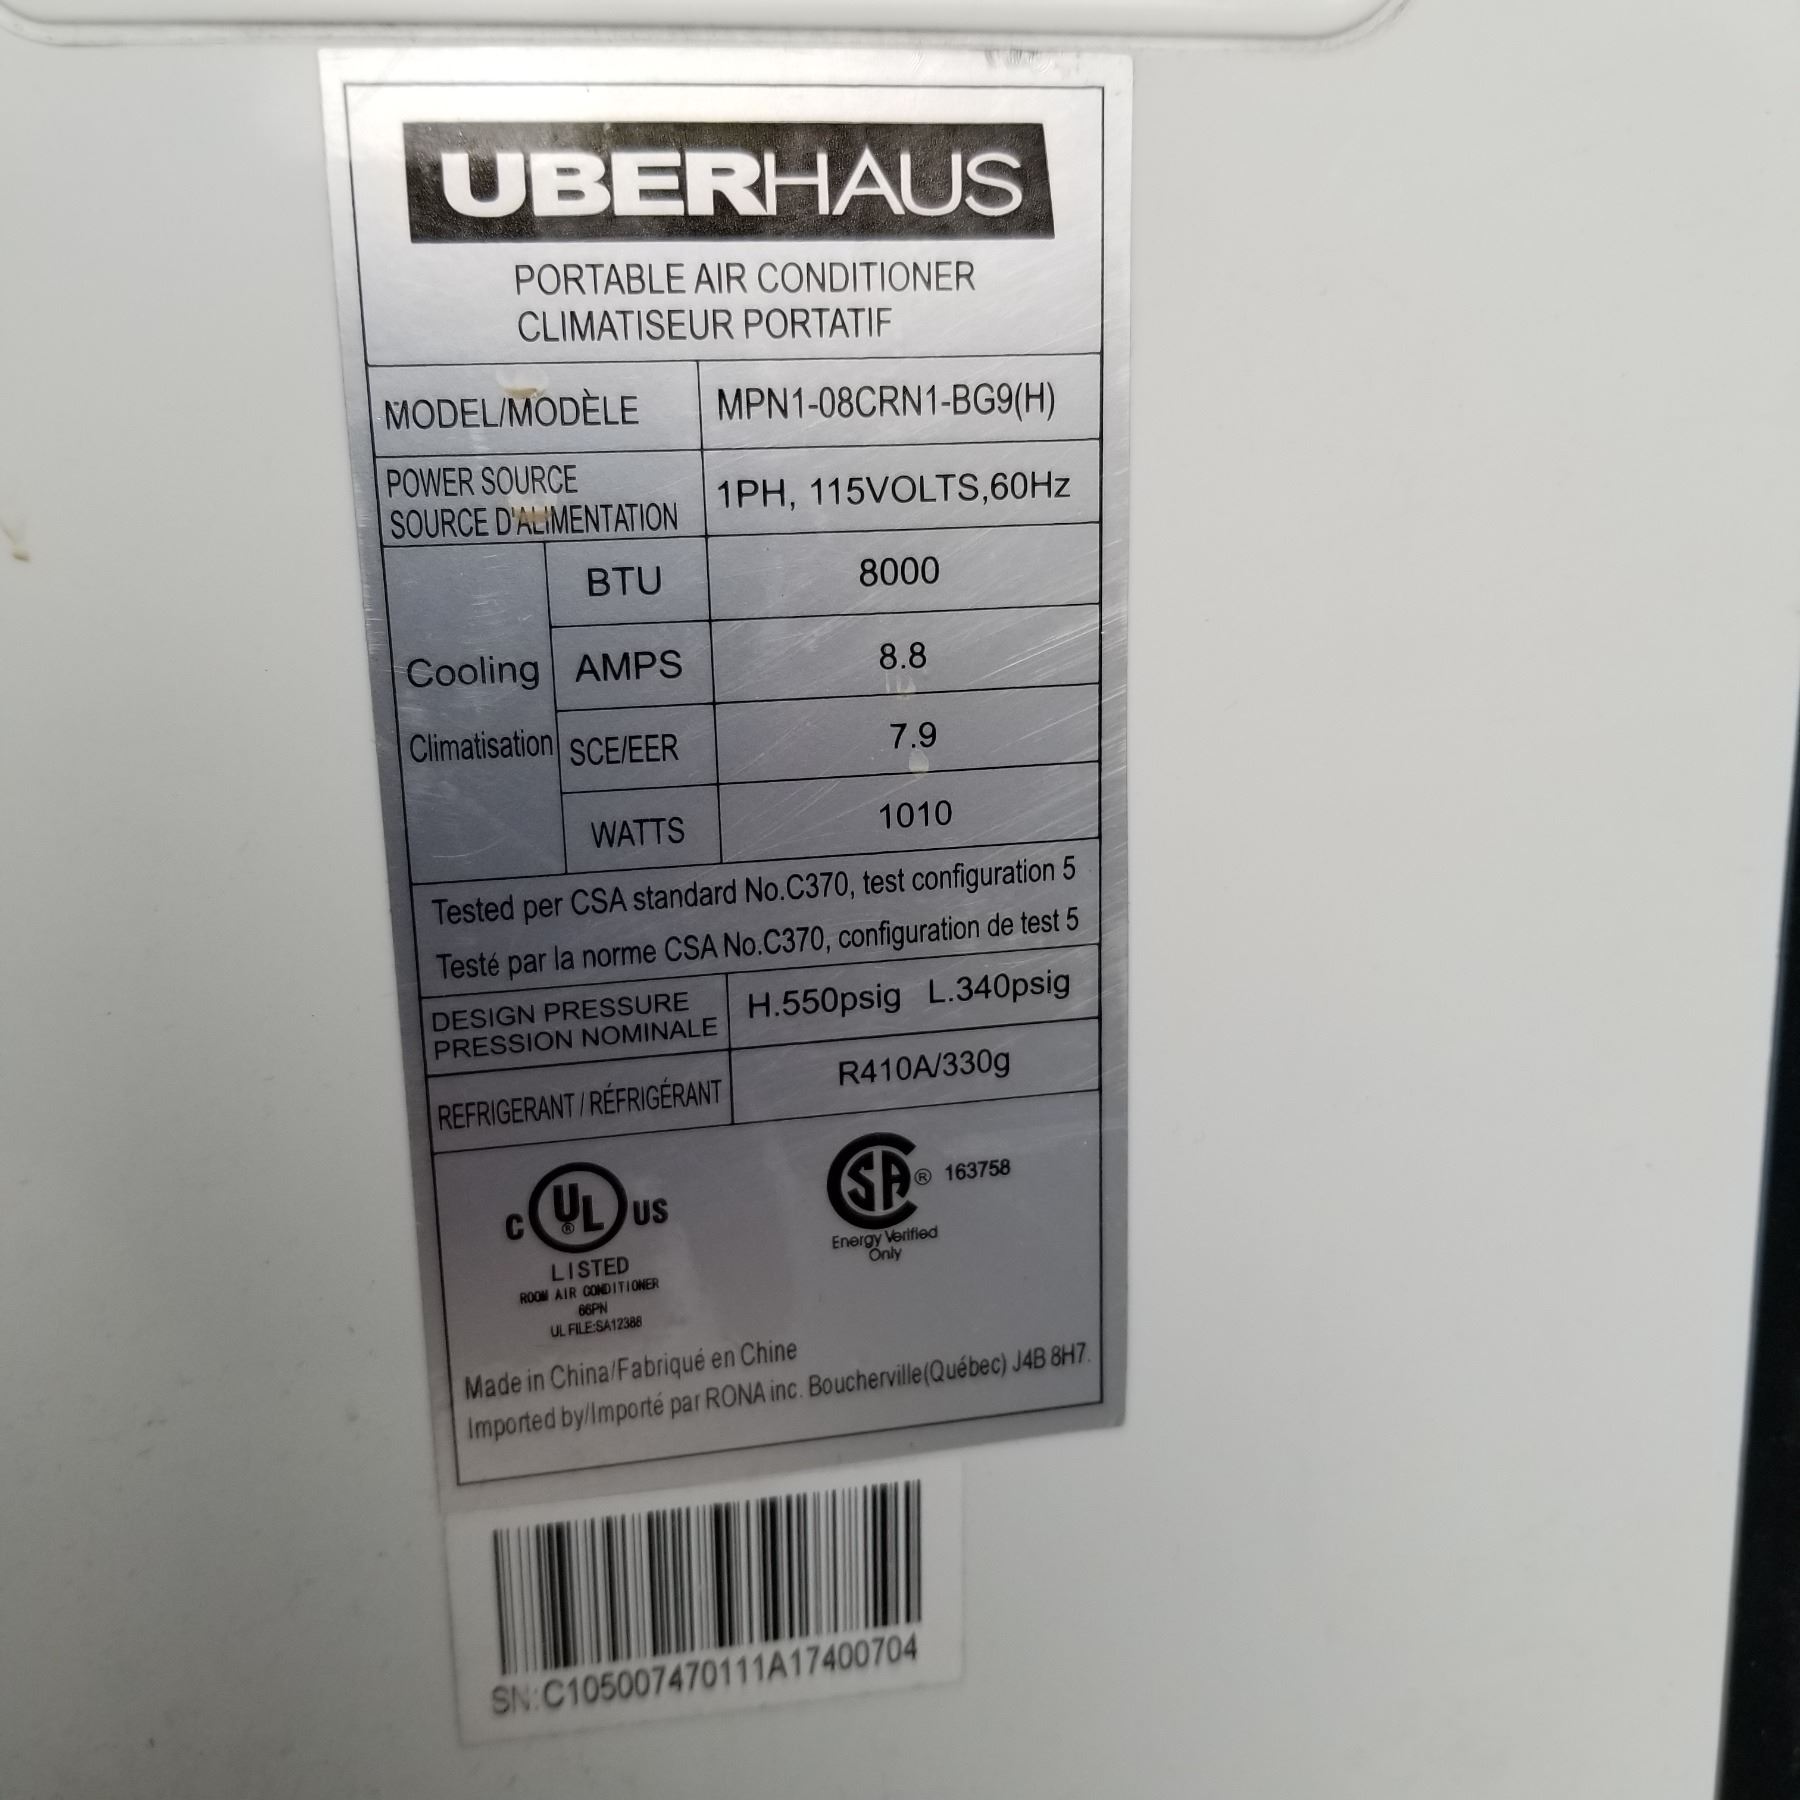 UBERHAUS
PORTABLE AIR CONDITIONER
CLIMATISEUR PORTATIF
MODEL/MODÈLE MPN1-08CRN1-BG9(H)
POWER SOURCE
SOURCE D'ALIMENTATION
1PH, 115VOLTS,60Hz
Cooling
Climatisation
BTU 8000
AMPS 8.8
SCE/EER 7.9
WATTS 1010
Tested per CSA standard No.C370, test configuration 5
Testé par la norme CSA No.C370, configuration de test 5
DESIGN PRESSURE
PRESSION NOMINALE
H.550psig L.340psig
REFRIGERANT / RÉFRIGÉRANT R410A/330g
C UL ® US
LISTED
ROOM AIR CONDITIONER
66PN
UL FILE:SA12388
CSA ® 163758
Energy Verified
Only
Made in China/Fabriqué en Chine
Imported by/Importé par RONA inc. Boucherville(Québec) J4B 8H7.
SN:C105007470111A17400704